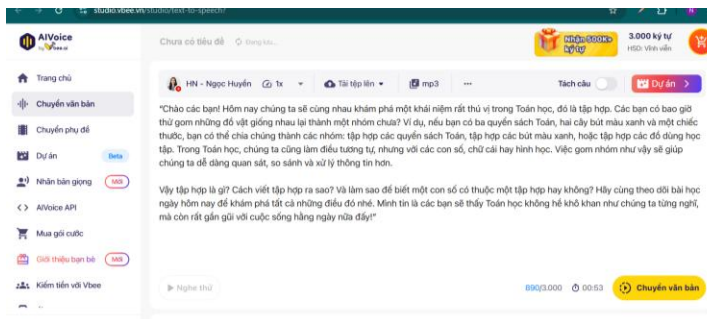 studio.vbee.vn/studio/text-to-speech?
AIVoice
by Vbee.ai
Chưa có tiêu đề
Nhận 500K+
ký tự
3.000 ký tự
HSD: Vĩnh viễn
Trang chủ
Chuyển văn bản
Chuyển phụ đề
Dự án Beta
Nhân bản giọng Mới
AIVoice API
Mua gói cước
Giới thiệu bạn bè Mới
Kiếm tiền với Vbee
HN - Ngọc Huyền 1x Tải tệp lên mp3 ... Tách câu Dự án
"Chào các bạn! Hôm nay chúng ta sẽ cùng nhau khám phá một khái niệm rất thú vị trong Toán học, đó là tập hợp. Các bạn có bao giờ
thử gom những đồ vật giống nhau lại thành một nhóm chưa? Ví dụ, nếu bạn có ba quyển sách Toán, hai cây bút màu xanh và một chiếc
thước, bạn có thể chia chúng thành các nhóm: tập hợp các quyển sách Toán, tập hợp các bút màu xanh, hoặc tập hợp các đồ dùng học
tập. Trong Toán học, chúng ta cũng làm điều tương tự, nhưng với các con số, chữ cái hay hình học. Việc gom nhóm như vậy sẽ giúp
chúng ta dễ dàng quan sát, so sánh và xử lý thông tin hơn.
Vậy tập hợp là gì? Cách viết tập hợp ra sao? Và làm sao để biết một con số có thuộc một tập hợp hay không? Hãy cùng theo dõi bài học
ngày hôm nay để khám phá tất cả những điều đó nhé. Mình tin là các bạn sẽ thấy Toán học không hề khô khan như chúng ta từng nghĩ,
mà còn rất gần gũi với cuộc sống hằng ngày nữa đấy!"
Nghe thử
890/3.000 00:53 Chuyển văn bản